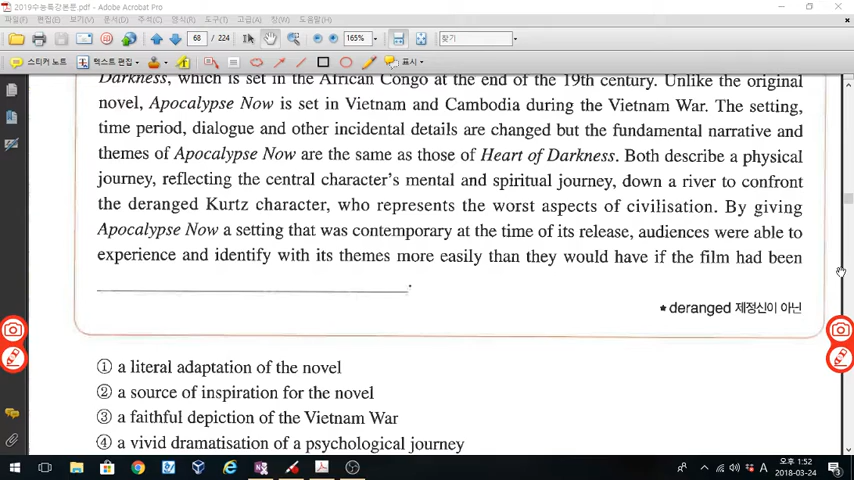 2019수능특강본문.pdf - Adobe Acrobat Pro
파일(F) 편집(E) 보기(V) 문서(D) 주석(C) 양식(R) 도구(T) 고급(A) 창(W) 도움말(H)
68 / 224 165% 찾기
스티커 노트 텍스트 편집 표시
Darkness, which is set in the African Congo at the end of the 19th century. Unlike the original
novel, Apocalypse Now is set in Vietnam and Cambodia during the Vietnam War. The setting,
time period, dialogue and other incidental details are changed but the fundamental narrative and
themes of Apocalypse Now are the same as those of Heart of Darkness. Both describe a physical
journey, reflecting the central character's mental and spiritual journey, down a river to confront
the deranged Kurtz character, who represents the worst aspects of civilisation. By giving
Apocalypse Now a setting that was contemporary at the time of its release, audiences were able to
experience and identify with its themes more easily than they would have if the film had been
.
* deranged 제정신이 아닌
① a literal adaptation of the novel
② a source of inspiration for the novel
③ a faithful depiction of the Vietnam War
④ a vivid dramatisation of a psychological journey
A 오후 1:52
2018-03-24
3